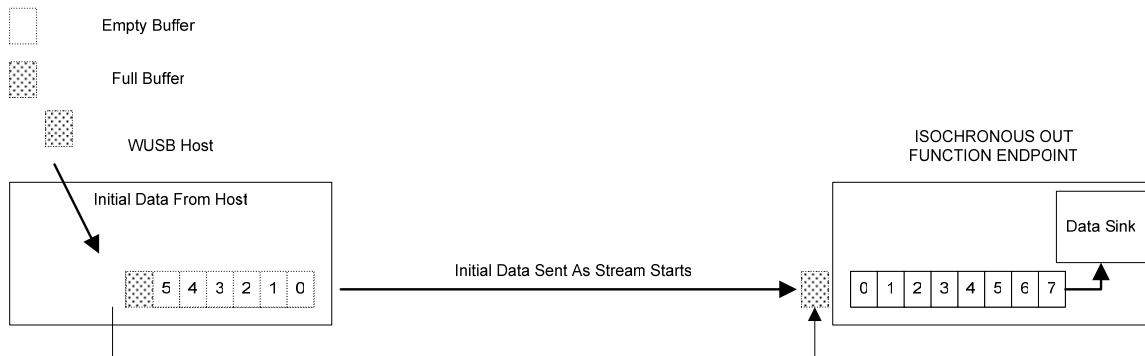 Empty Buffer
Full Buffer
WUSB Host
ISOCHRONOUS OUT
FUNCTION ENDPOINT
Initial Data From Host
Data Sink
5 4 3 2 1 0
Initial Data Sent As Stream Starts
0 1 2 3 4 5 6 7